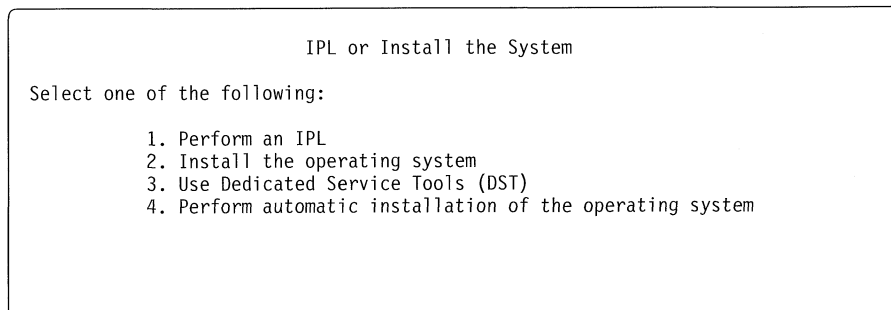 IPL or Install the System
Select one of the following:
1. Perform an IPL
2. Install the operating system
3. Use Dedicated Service Tools (DST)
4. Perform automatic installation of the operating system